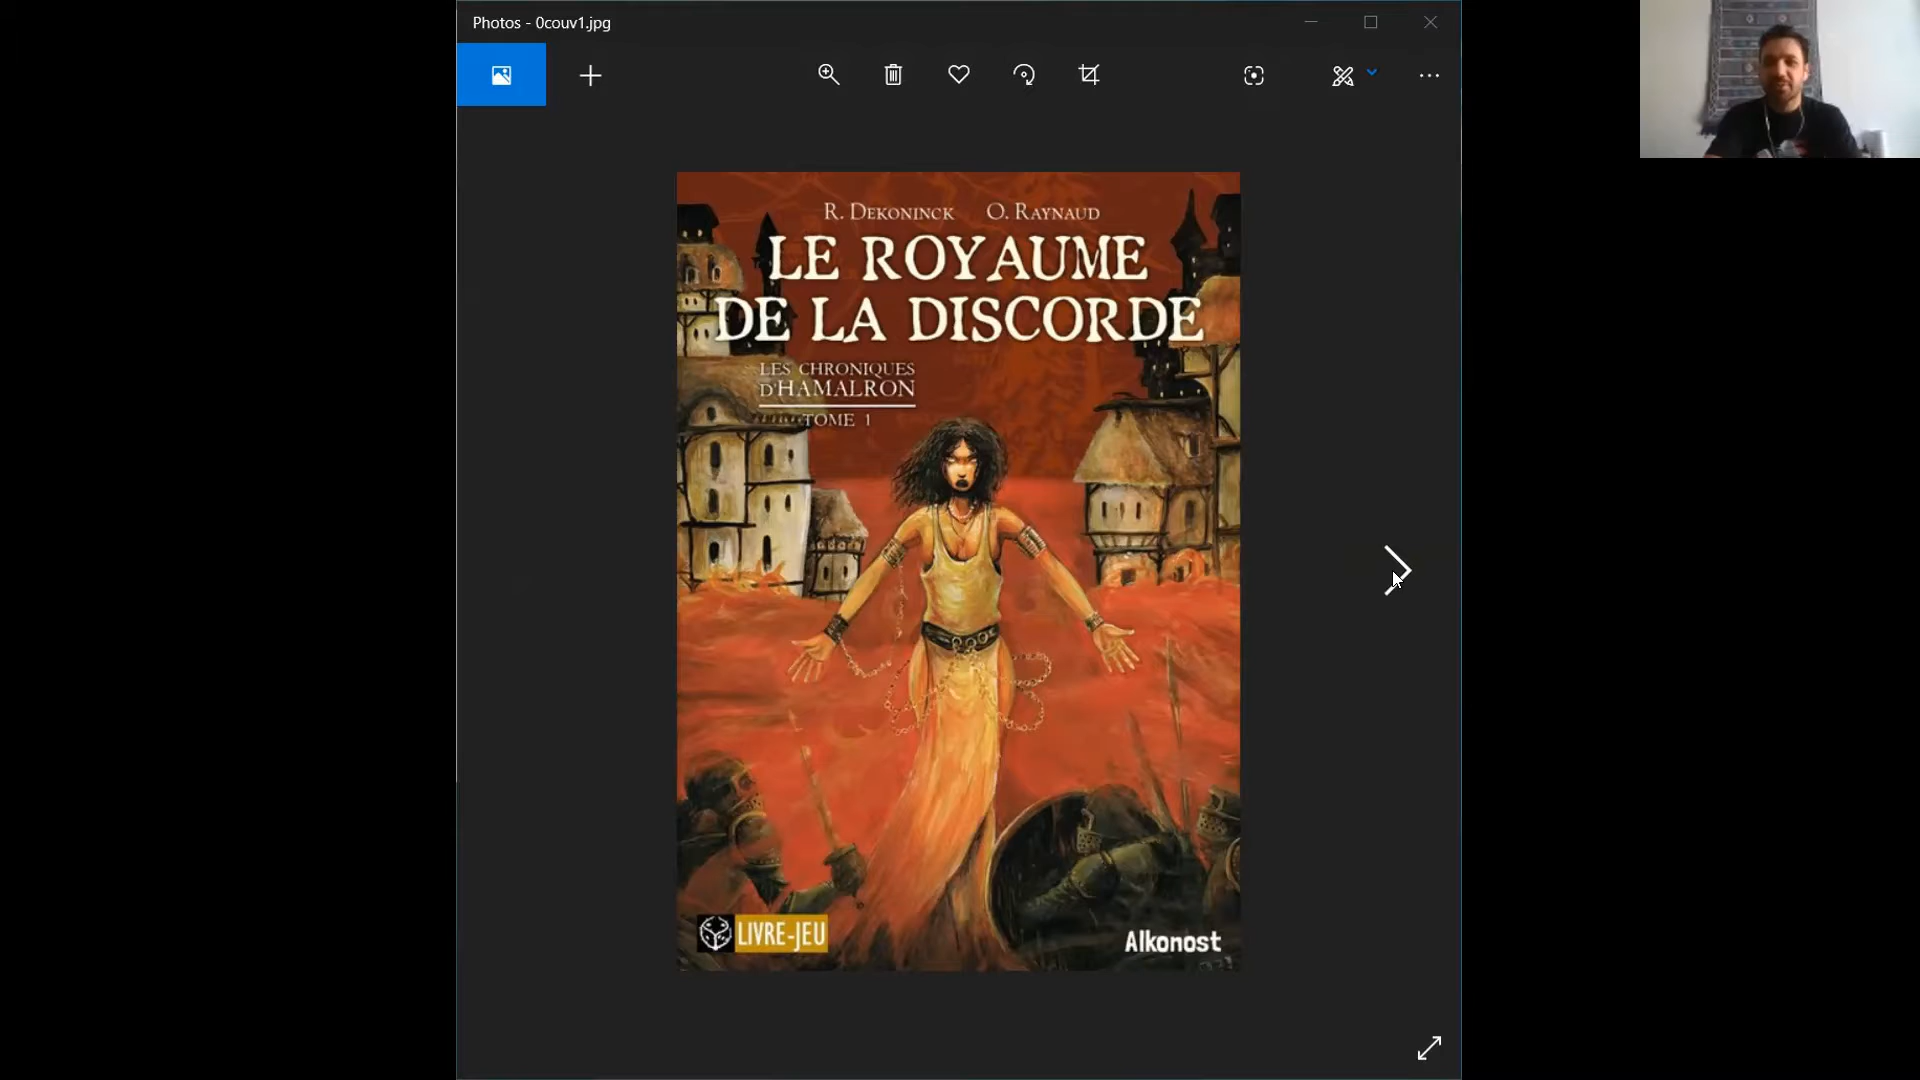 Photos - 0couv1.jpg
R. DEKONINCK O. RAYNAUD
LE ROYAUME
DE LA DISCORDE
LES CHRONIQUES
D'HAMALRON
TOME 1
LIVRE-JEU
Alkonost